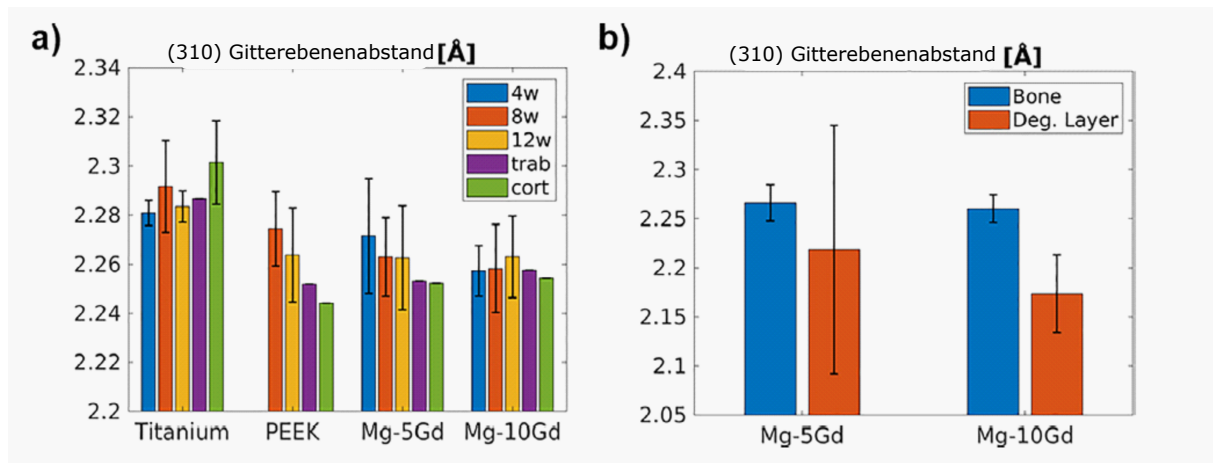 a)
(310) Gitterebenenabstand [Å]
2.34
2.32
2.3
2.28
2.26
2.24
2.22
2.2
4w
8w
12w
trab
cort
Titanium PEEK Mg-5Gd Mg-10Gd
b)
(310) Gitterebenenabstand [Å]
2.4
2.35
2.3
2.25
2.2
2.15
2.1
2.05
Bone
Deg. Layer
Mg-5Gd Mg-10Gd